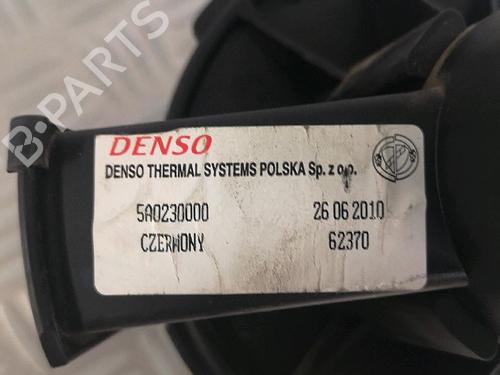 B-PARTS
DENSO
DENSO THERMAL SYSTEMS POLSKA Sp. z o.o.
5A0230000 26 06 2010
CZERWONY 62370